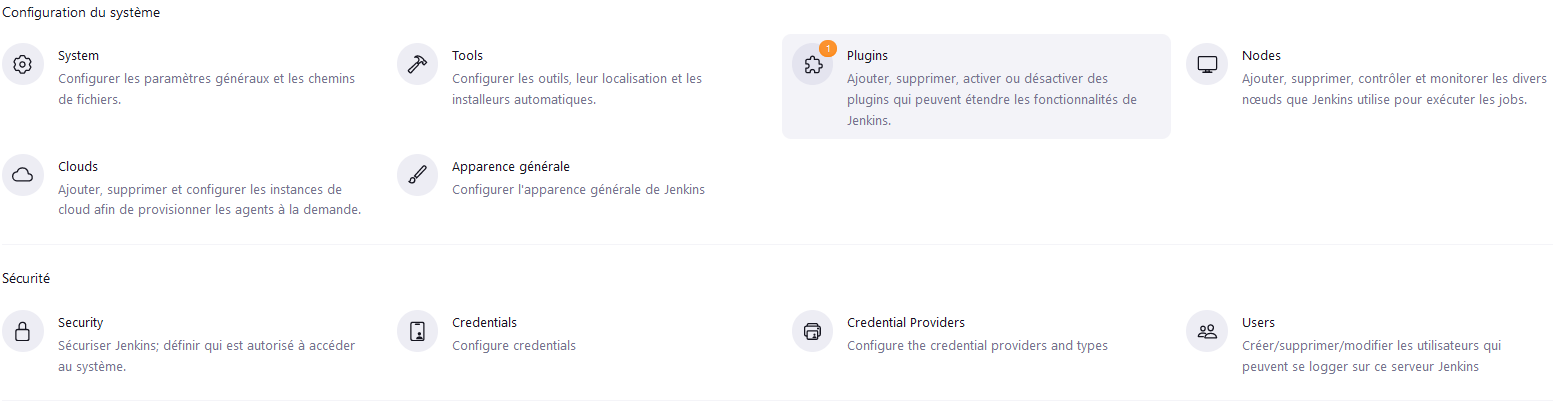 Configuration du système
System
Configurer les paramètres généraux et les chemins
de fichiers.
Tools
Configurer les outils, leur localisation et les
installeurs automatiques.
1
Plugins
Ajouter, supprimer, activer ou désactiver des
plugins qui peuvent étendre les fonctionnalités de
Jenkins.
Nodes
Ajouter, supprimer, contrôler et monitorer les divers
nœuds que Jenkins utilise pour exécuter les jobs.
Clouds
Ajouter, supprimer et configurer les instances de
cloud afin de provisionner les agents à la demande.
Apparence générale
Configurer l'apparence générale de Jenkins
Sécurité
Security
Sécuriser Jenkins; définir qui est autorisé à accéder
au système.
Credentials
Configure credentials
Credential Providers
Configure the credential providers and types
Users
Créer/supprimer/modifier les utilisateurs qui
peuvent se logger sur ce serveur Jenkins